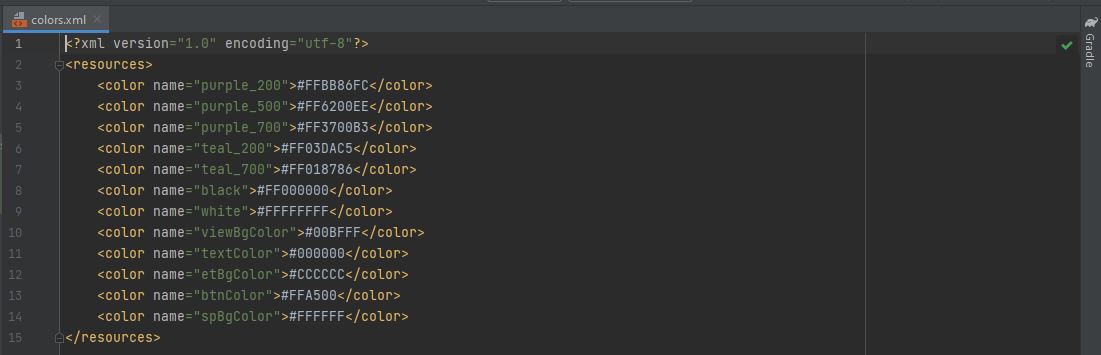 colors.xml
1 <?xml version="1.0" encoding="utf-8"?>
2 <resources>
3     <color name="purple_200">#FFBB86FC</color>
4     <color name="purple_500">#FF6200EE</color>
5     <color name="purple_700">#FF3700B3</color>
6     <color name="teal_200">#FF03DAC5</color>
7     <color name="teal_700">#FF018786</color>
8     <color name="black">#FF000000</color>
9     <color name="white">#FFFFFFFF</color>
10     <color name="viewBgColor">#00BFFF</color>
11     <color name="textColor">#000000</color>
12     <color name="etBgColor">#CCCCCC</color>
13     <color name="btnColor">#FFA500</color>
14     <color name="spBgColor">#FFFFFF</color>
15 </resources>
Gradle